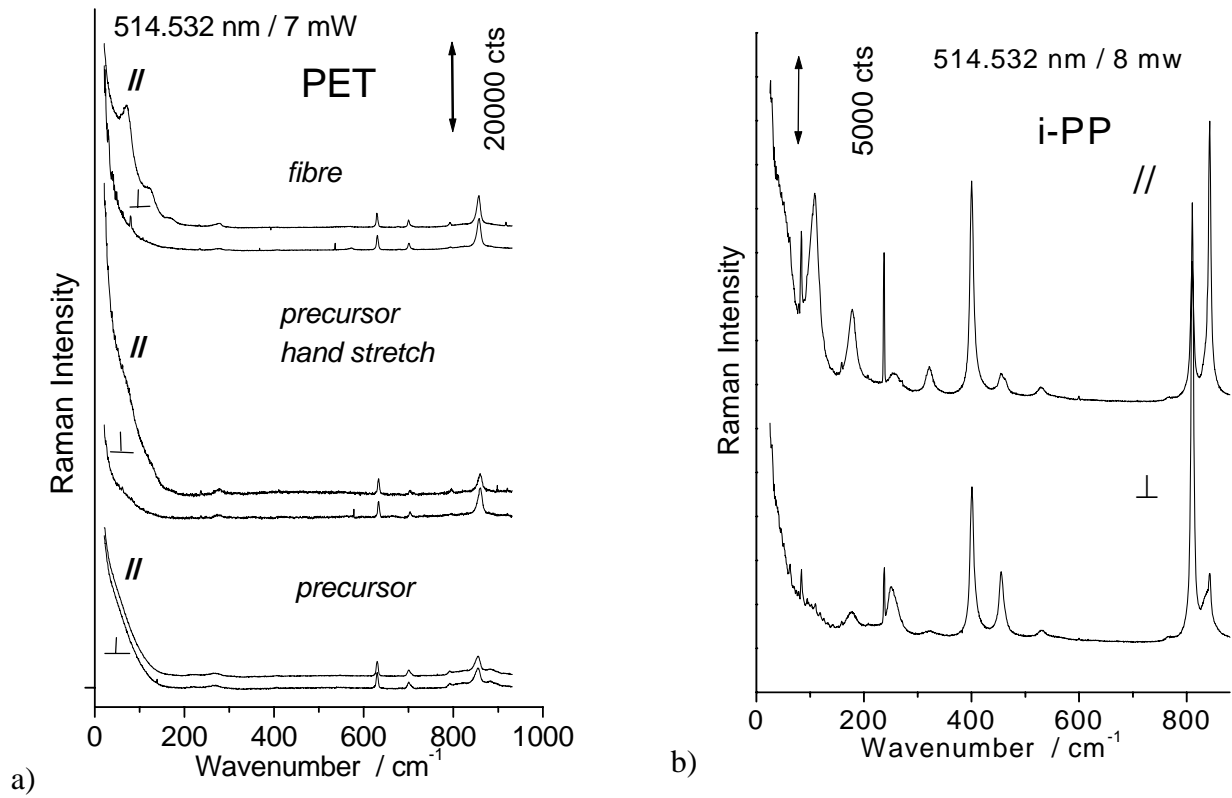 514.532 nm / 7 mW
//
PET
20000 cts
fibre
⊥
precursor
hand stretch
//
⊥
//
precursor
⊥
Raman Intensity
0 200 400 600 800 1000
Wavenumber / cm-1
a)
5000 cts
514.532 nm / 8 mw
i-PP
//
⊥
Raman Intensity
0 200 400 600 800
Wavenumber / cm-1
b)